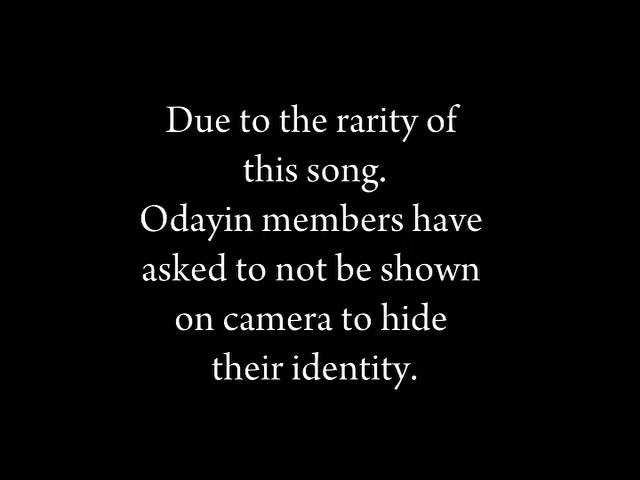 Due to the rarity of
this song.
Odayin members have
asked to not be shown
on camera to hide
their identity.